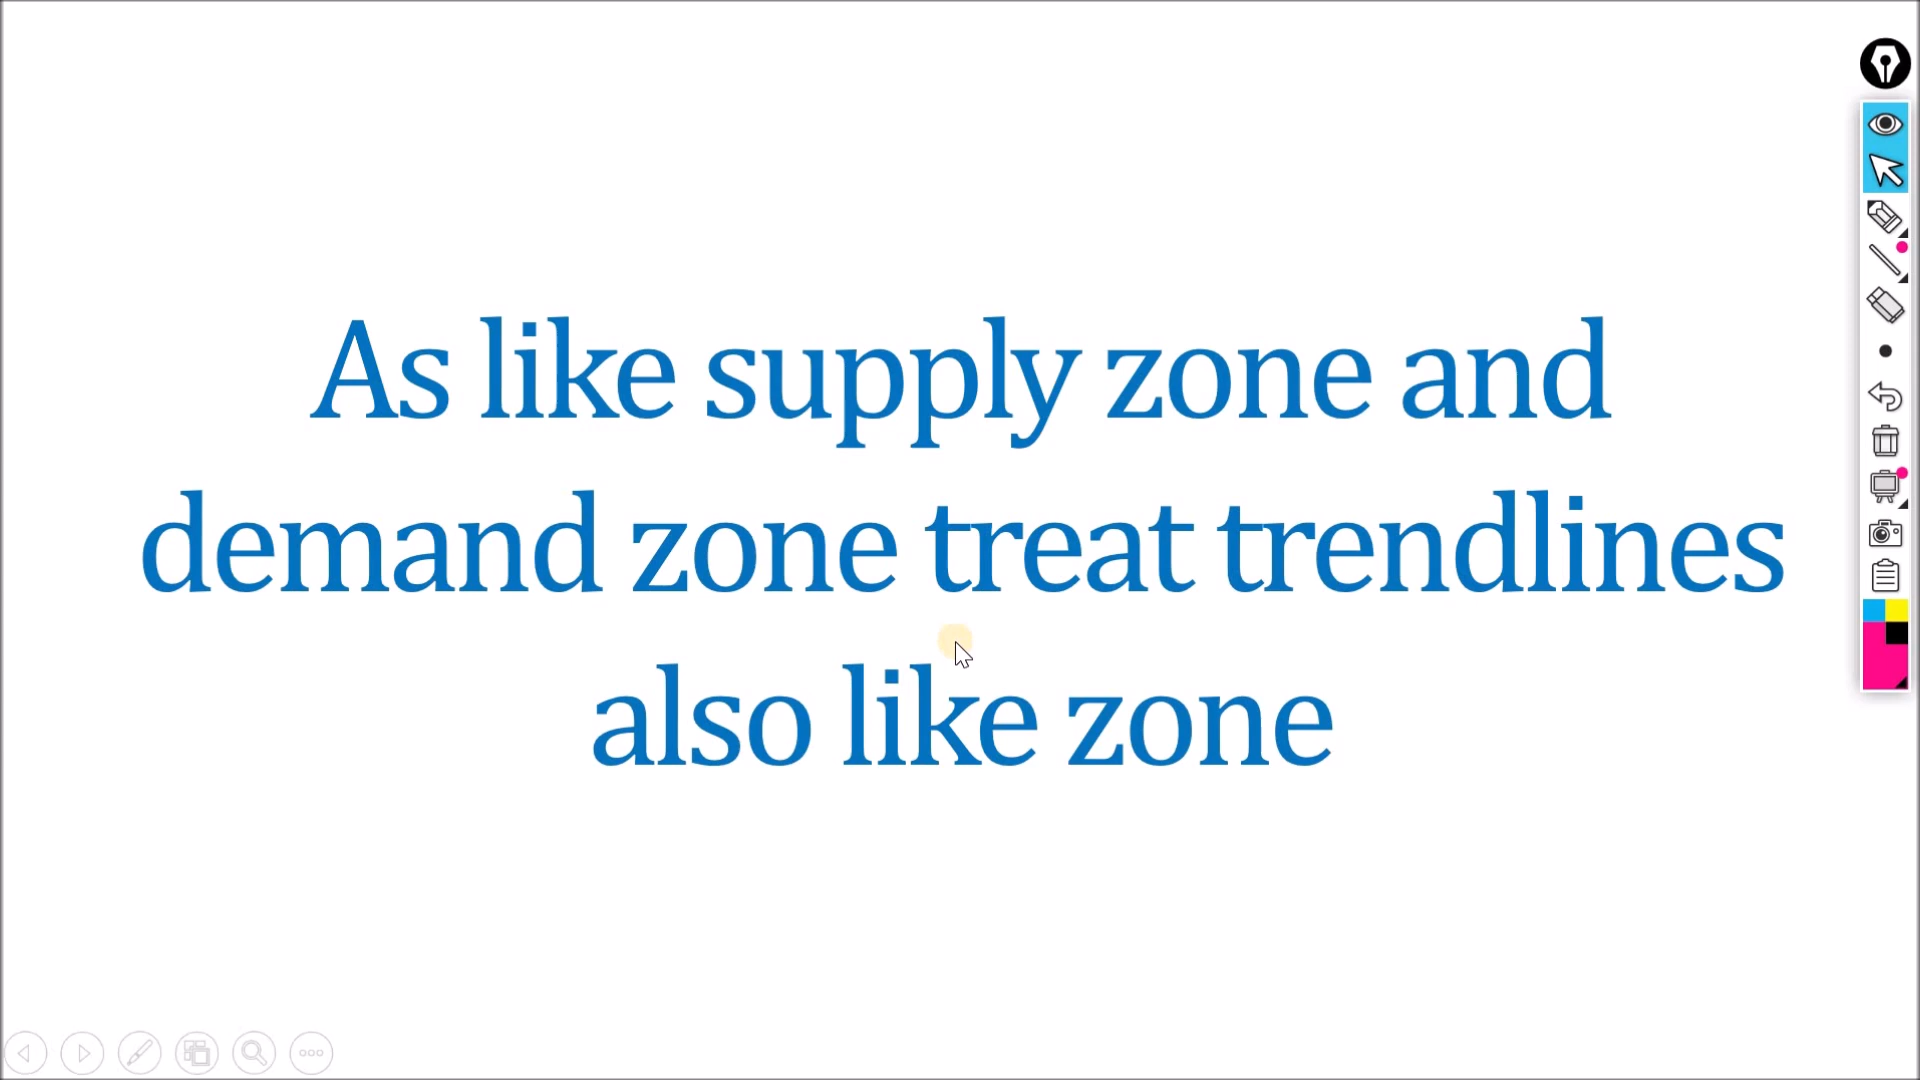 As like supply zone and
demand zone treat trendlines
also like zone